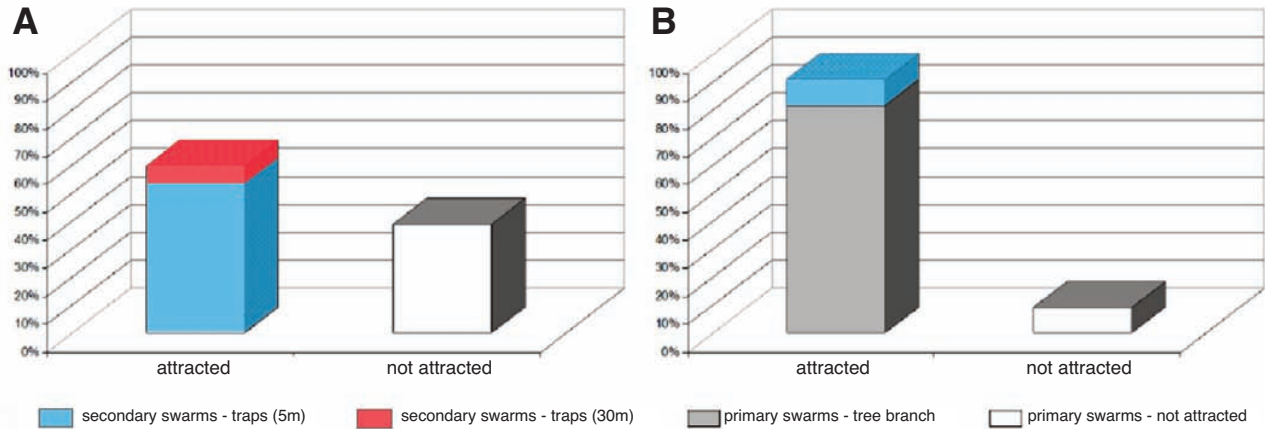 A
100%
90%
80%
70%
60%
50%
40%
30%
20%
10%
0%
attracted
not attracted
B
100%
90%
80%
70%
60%
50%
40%
30%
20%
10%
0%
attracted
not attracted
secondary swarms - traps (5m)
secondary swarms - traps (30m)
primary swarms - tree branch
primary swarms - not attracted